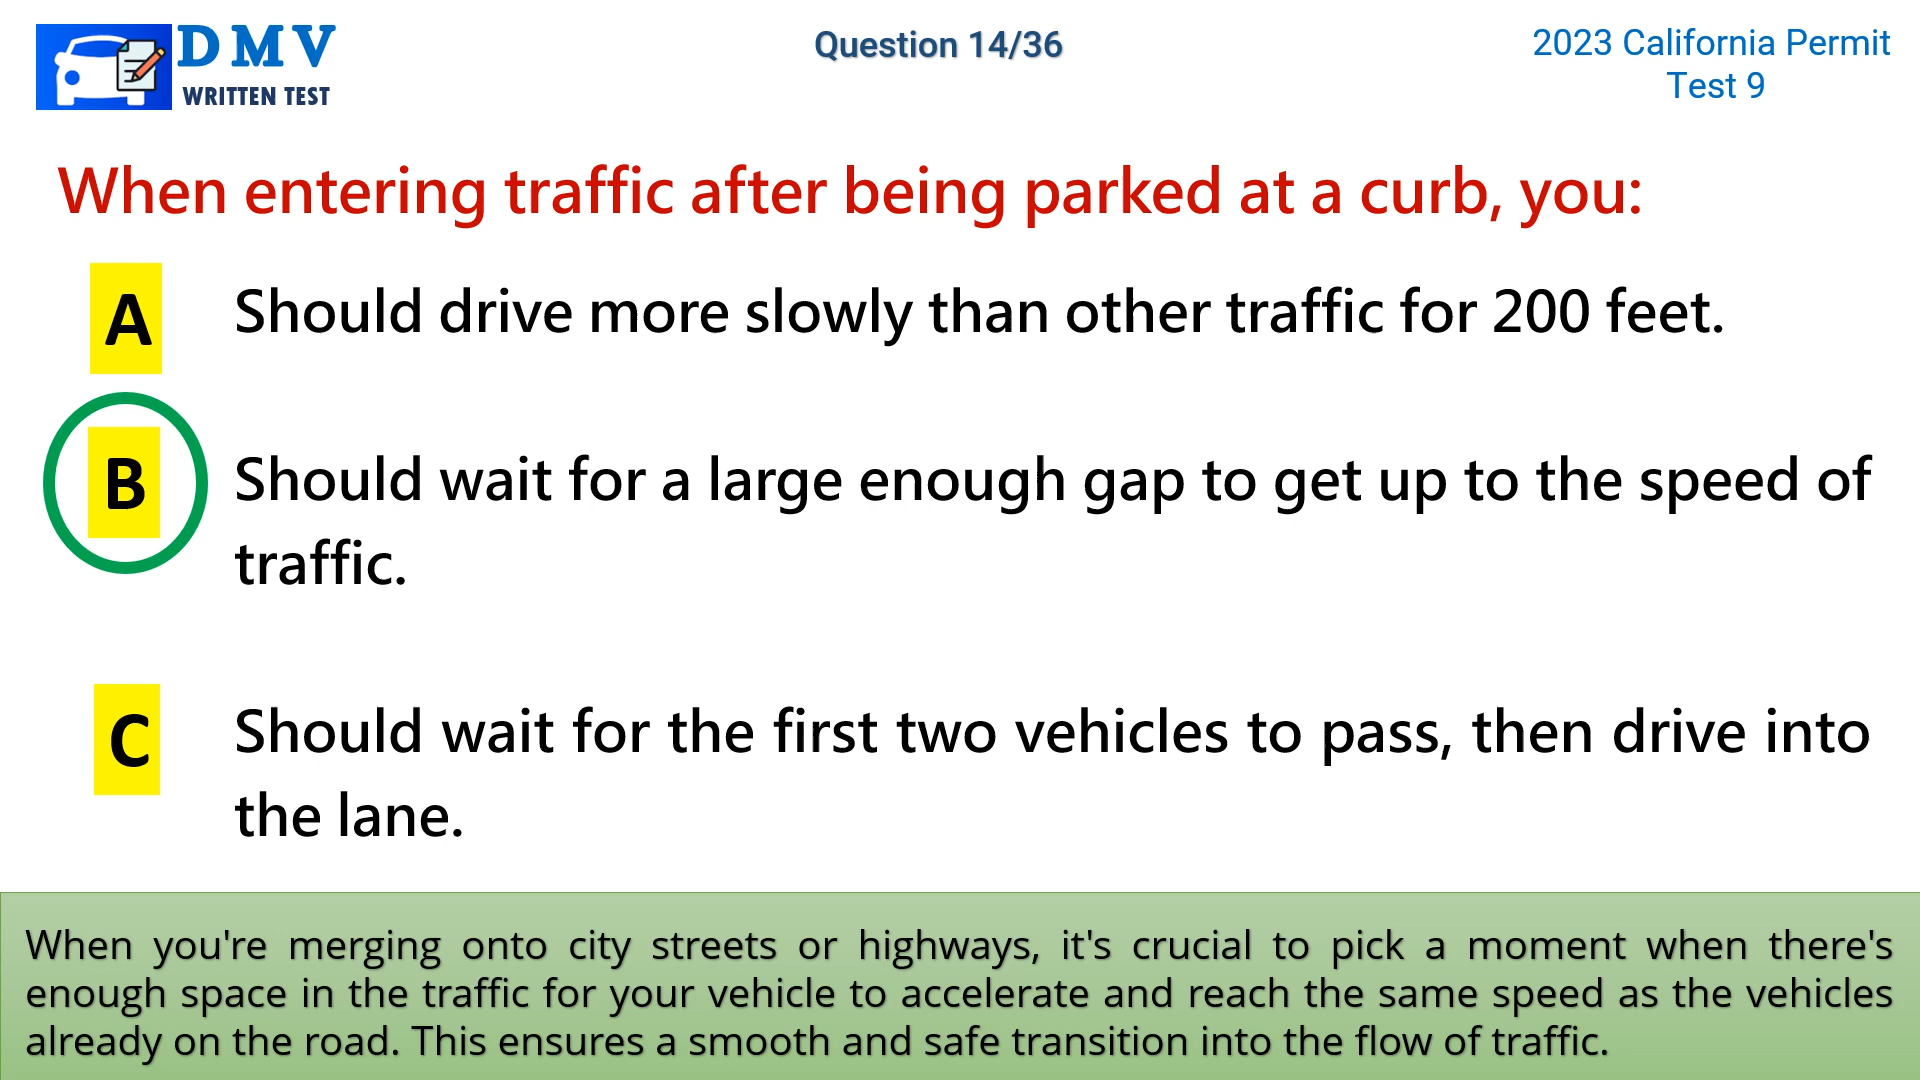 DMV
WRITTEN TEST
Question 14/36
2023 California Permit
Test 9
When entering traffic after being parked at a curb, you:
A Should drive more slowly than other traffic for 200 feet.
B Should wait for a large enough gap to get up to the speed of
traffic.
C Should wait for the first two vehicles to pass, then drive into
the lane.
When you're merging onto city streets or highways, it's crucial to pick a moment when there's
enough space in the traffic for your vehicle to accelerate and reach the same speed as the vehicles
already on the road. This ensures a smooth and safe transition into the flow of traffic.